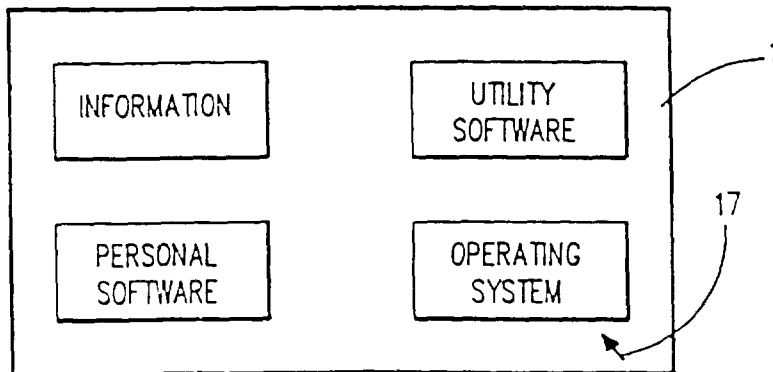 INFORMATION
UTILITY
SOFTWARE
17
PERSONAL
SOFTWARE
OPERATING
SYSTEM